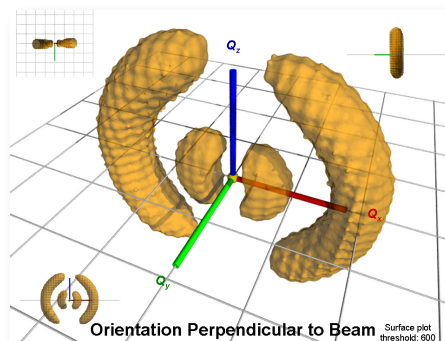 Qz
Qx
Qy
Orientation Perpendicular to Beam
Surface plot
threshold: 600